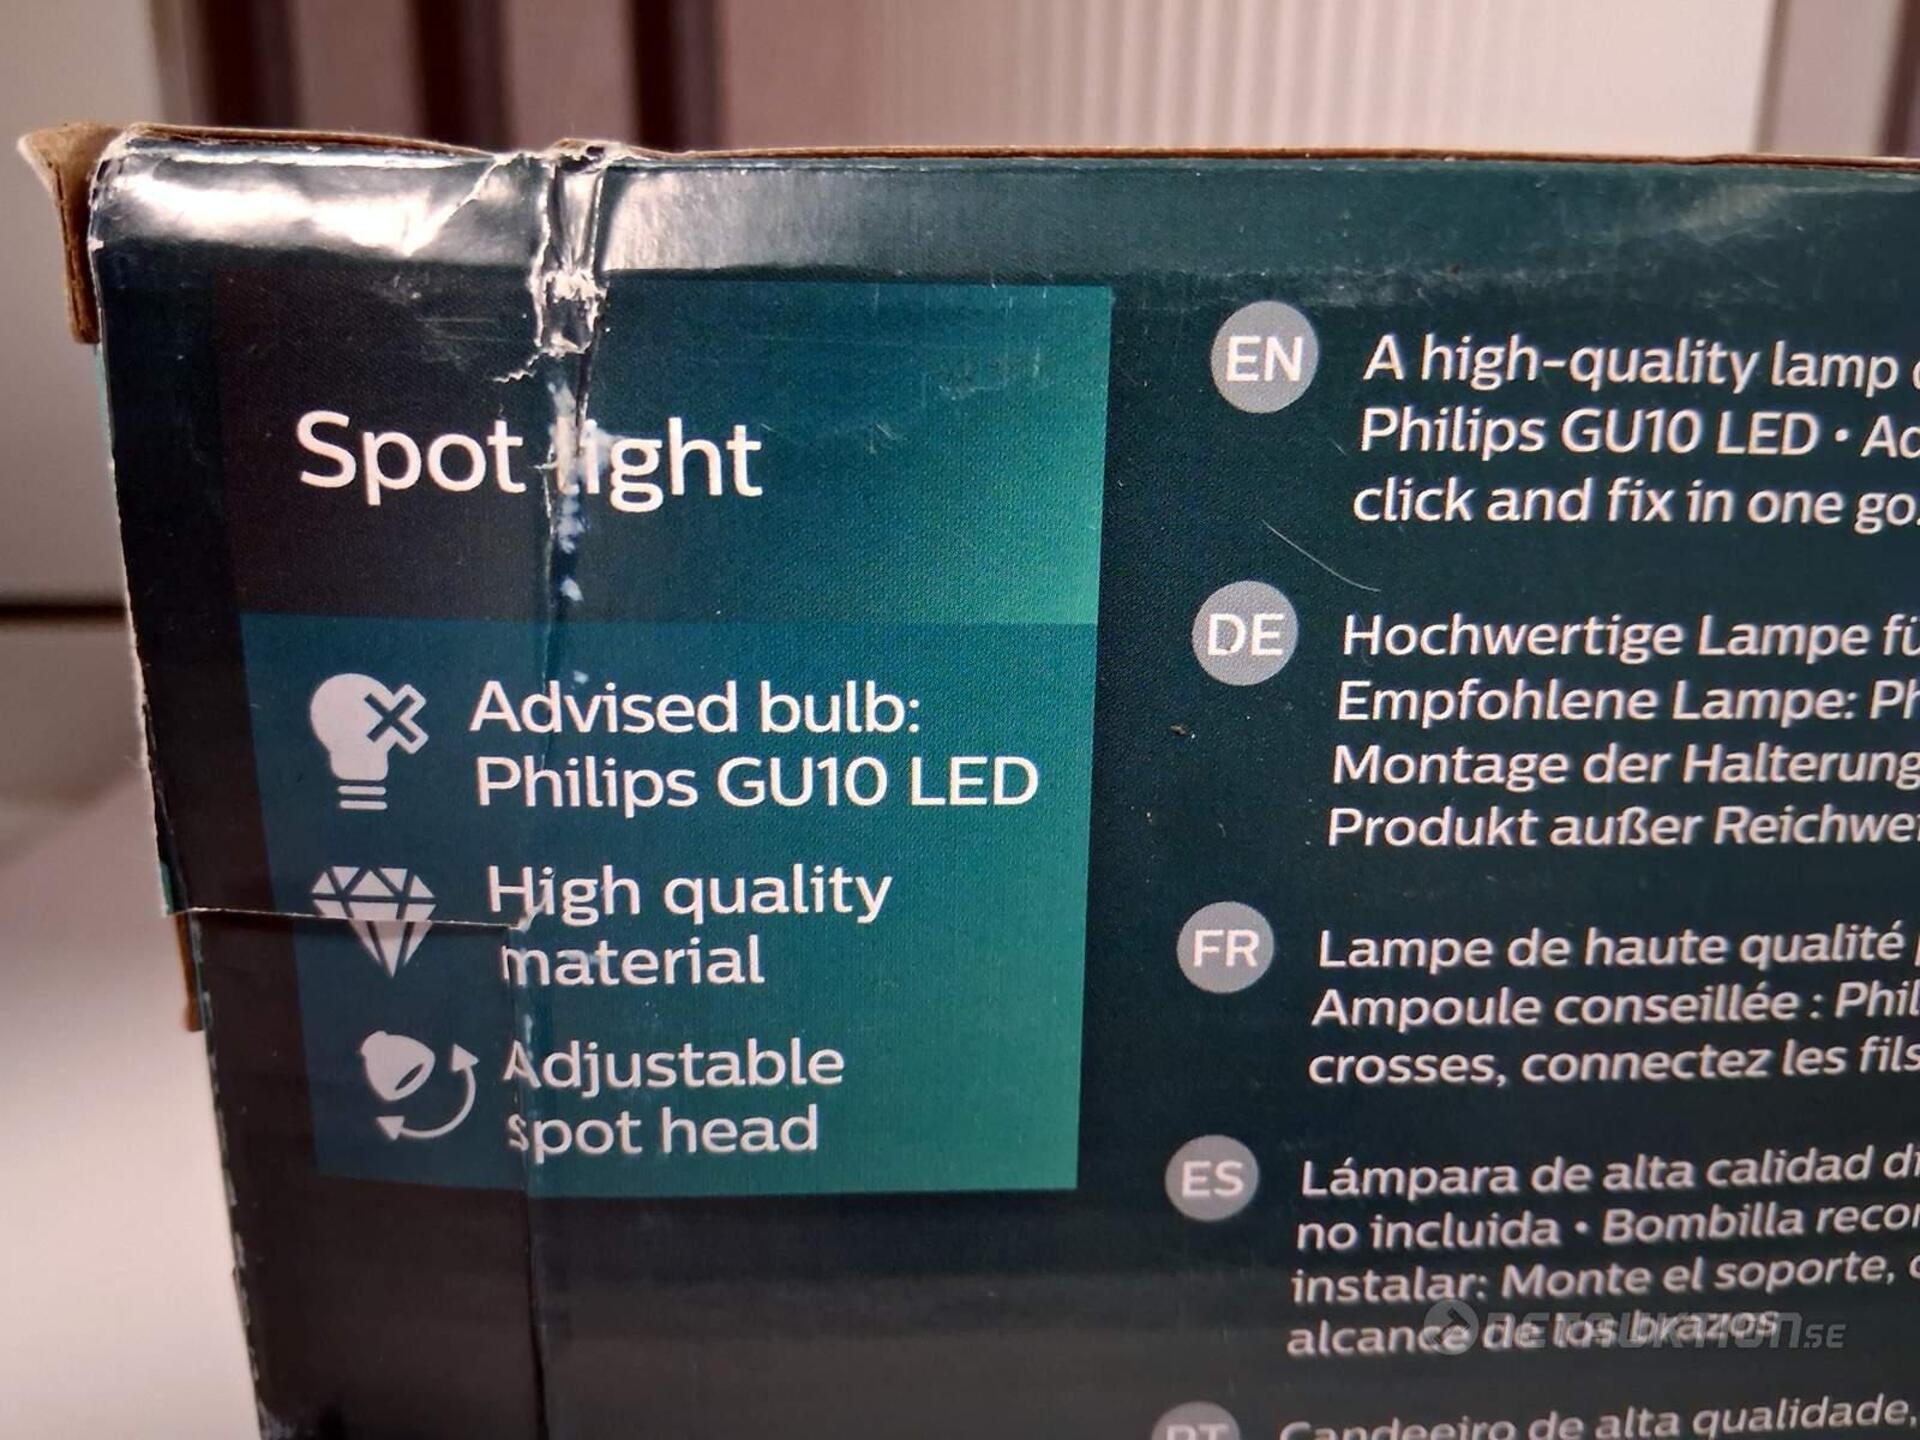 Spot light
Advised bulb:
Philips GU10 LED
High quality
material
Adjustable
spot head
EN
A high-quality lamp
Philips GU10 LED •
click and fix in one go.
DE
Hochwertige Lampe
Empfohlene Lampe:
Montage der Halterung
Produkt außer
FR
Lampe de haute qualité
Ampoule conseillée :
crosses, connectez les fils
ES
Lámpara de alta calidad
no incluida • Bombilla
instalar: Monte el soporte,
alcance de los brazos
PT
Candeeiro de alta qualidade,